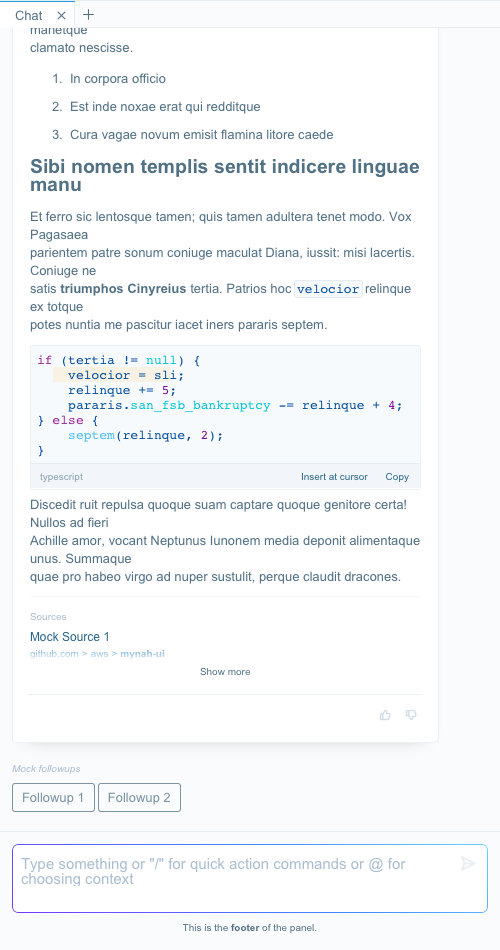 Chat
manetque
clamato nescisse.
1. In corpora officio
2. Est inde noxae erat qui redditque
3. Cura vagae novum emisit flamina litore caede
Sibi nomen templis sentit indicere linguae
manu
Et ferro sic lentosque tamen; quis tamen adultera tenet modo. Vox
Pagasaea
parientem patre sonum coniuge maculat Diana, iussit: misi lacertis.
Coniuge ne
satis triumphos Cinyreius tertia. Patrios hoc velocior relinque
ex totque
potes nuntia me pascitur iacet iners pararis septem.
if (tertia != null) {
    velocior = sli;
    relinque += 5;
    pararis.san_fsb_bankruptcy -= relinque + 4;
} else {
    septem(relinque, 2);
}
typescript Insert at cursor Copy
Discedit ruit repulsa quoque suam captare quoque genitore certa!
Nullos ad fieri
Achille amor, vocant Neptunus Iunonem media deponit alimentaque
unus. Summaque
quae pro habeo virgo ad nuper sustulit, perque claudit dracones.
Sources
Mock Source 1
github.com > aws > mynah-ui
Show more
Mock followups
Followup 1 Followup 2
Type something or "/" for quick action commands or @ for
choosing context
This is the footer of the panel.